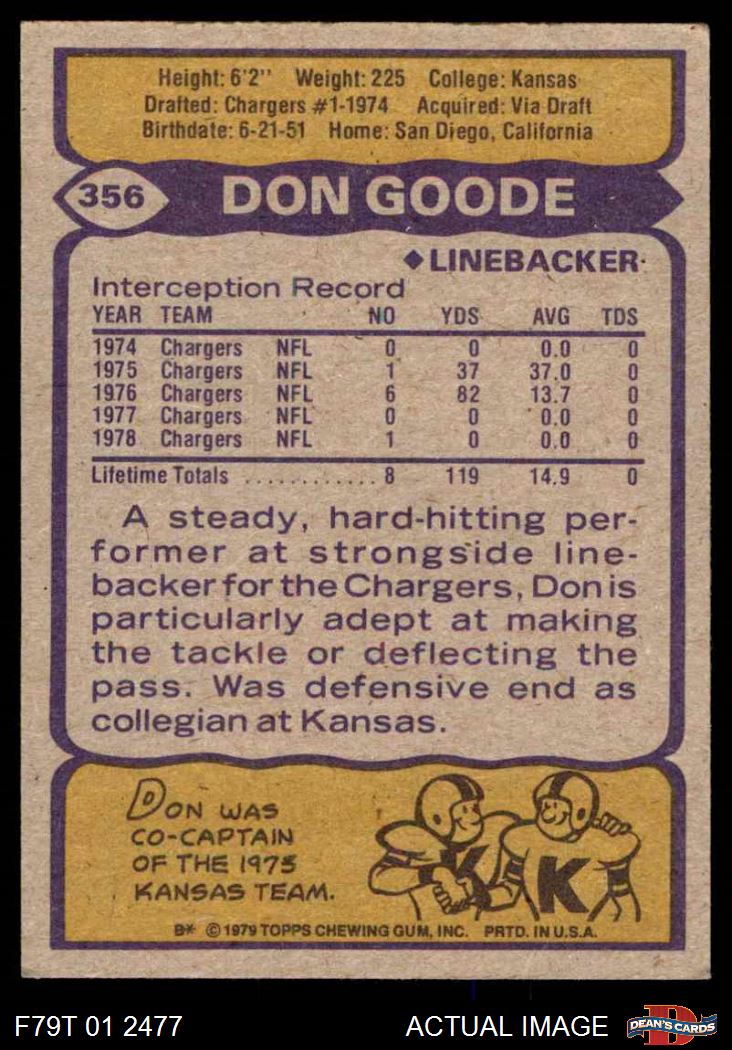 Height: 6'2" Weight: 225 College: Kansas
Drafted: Chargers #1-1974 Acquired: Via Draft
Birthdate: 6-21-51 Home: San Diego, California
356 DON GOODE
◆LINEBACKER
Interception Record
YEAR TEAM NO YDS AVG TDS
1974 Chargers NFL 0 0 0.0 0
1975 Chargers NFL 1 37 37.0 0
1976 Chargers NFL 6 82 13.7 0
1977 Chargers NFL 0 0 0.0 0
1978 Chargers NFL 1 0 0.0 0
Lifetime Totals ............ 8 119 14.9 0
A steady, hard-hitting per-
former at strongside line-
backer for the Chargers, Don is
particularly adept at making
the tackle or deflecting the
pass. Was defensive end as
collegian at Kansas.
DON WAS
CO-CAPTAIN
OF THE 1973
KANSAS TEAM.
K K
B* © 1979 TOPPS CHEWING GUM, INC. PRTD. IN U.S.A.
F79T 01 2477 ACTUAL IMAGE D DEAN'S CARDS